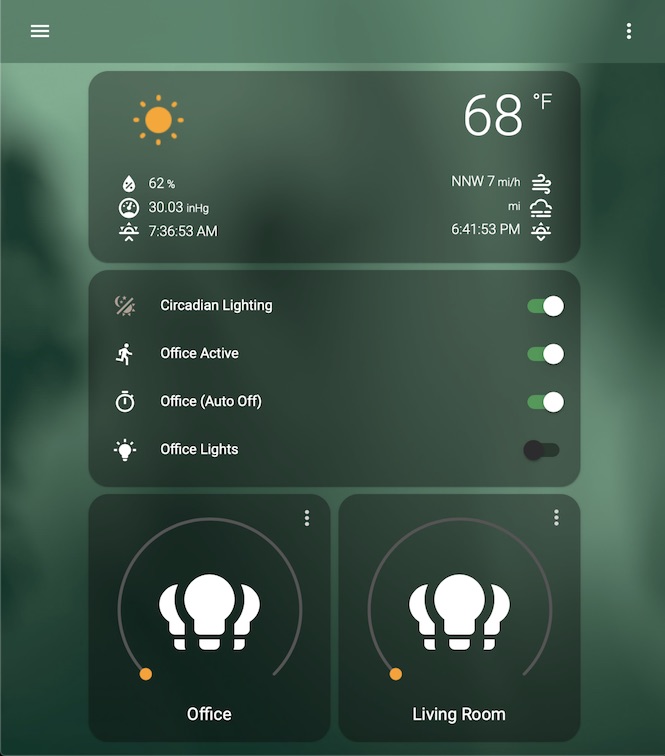 68 °F
62 %
NNW 7 mi/h
30.03 inHg
mi
7:36:53 AM
6:41:53 PM
Circadian Lighting
Office Active
Office (Auto Off)
Office Lights
Office
Living Room